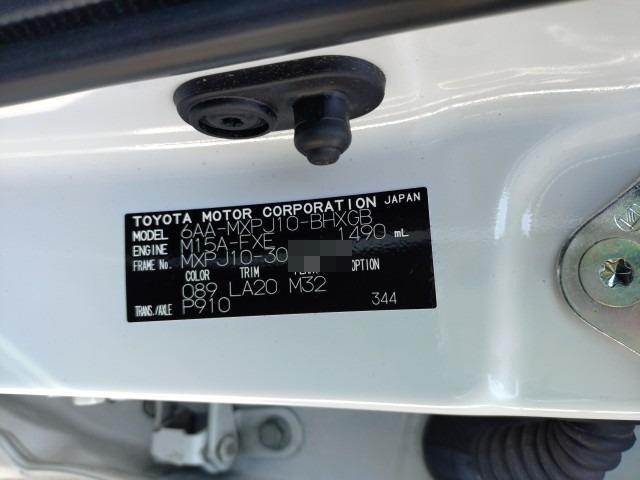 TOYOTA MOTOR CORPORATION JAPAN
MODEL 6AA-MXPJ10-BHXGB
ENGINE M15A-FXE 1490 mL
FRAME No. MXPJ10-30
COLOR TRIM OPTION
089 LA20 M32
TRANS./AXLE P910 344